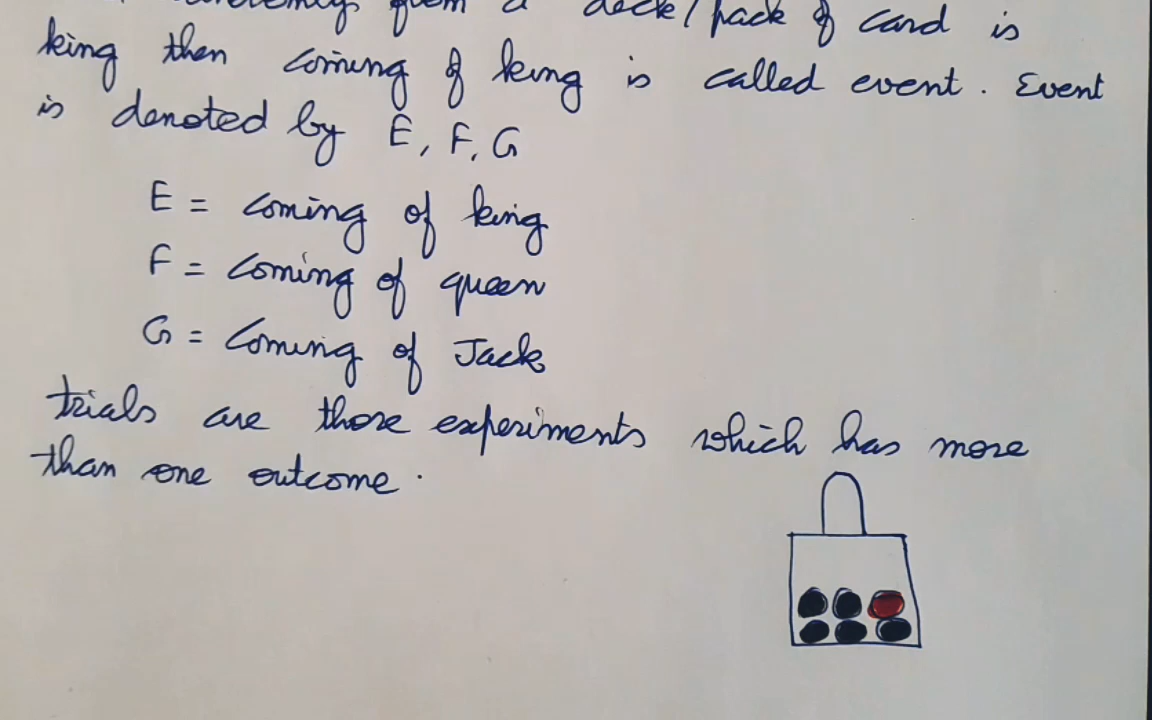 a deck/pack of card is
king then coming of king is called event. Event
is denoted by E, F, G
E = coming of king
F = coming of queen
G = coming of Jack
trials are those experiments which has more
than one outcome.